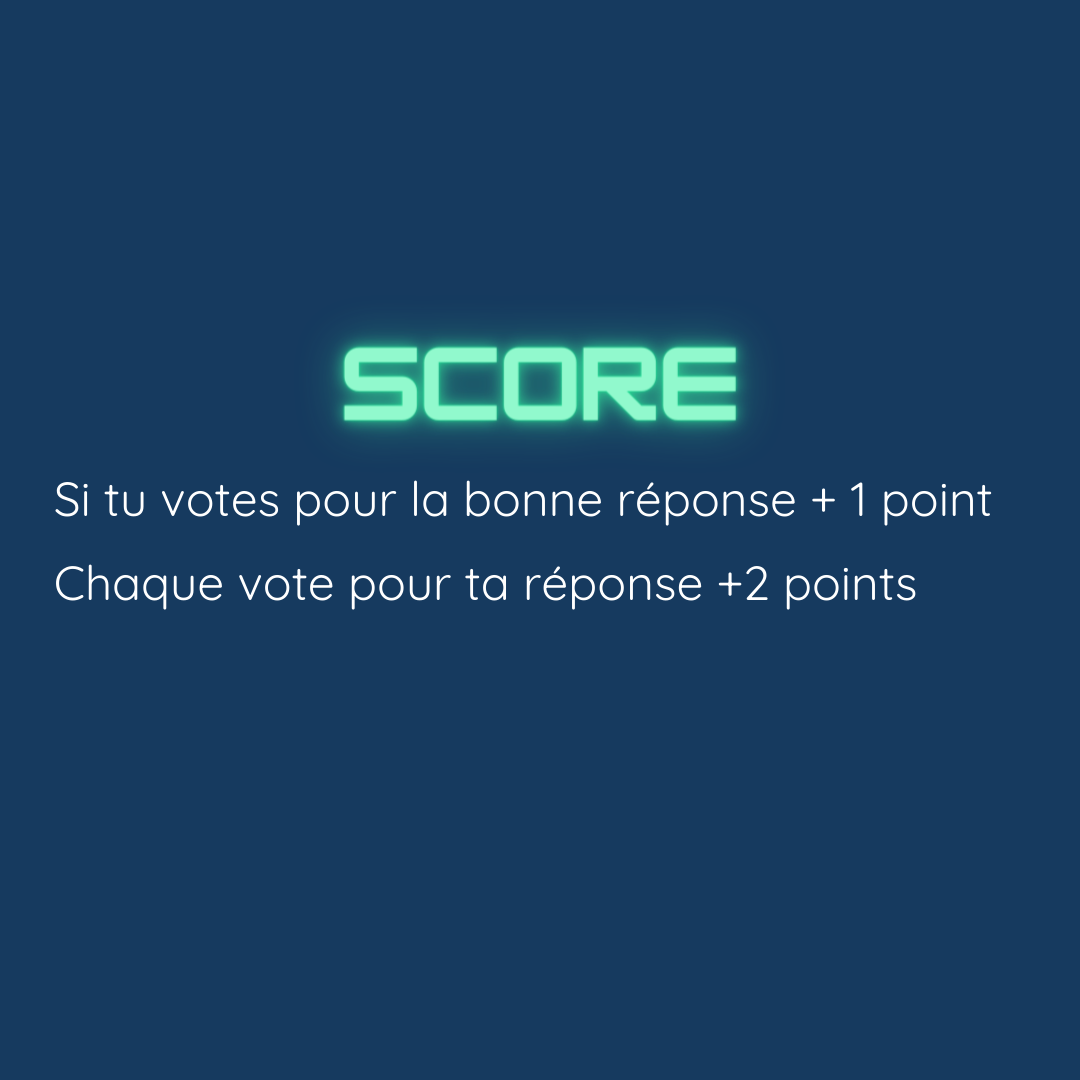 SCORE
Si tu votes pour la bonne réponse + 1 point
Chaque vote pour ta réponse +2 points